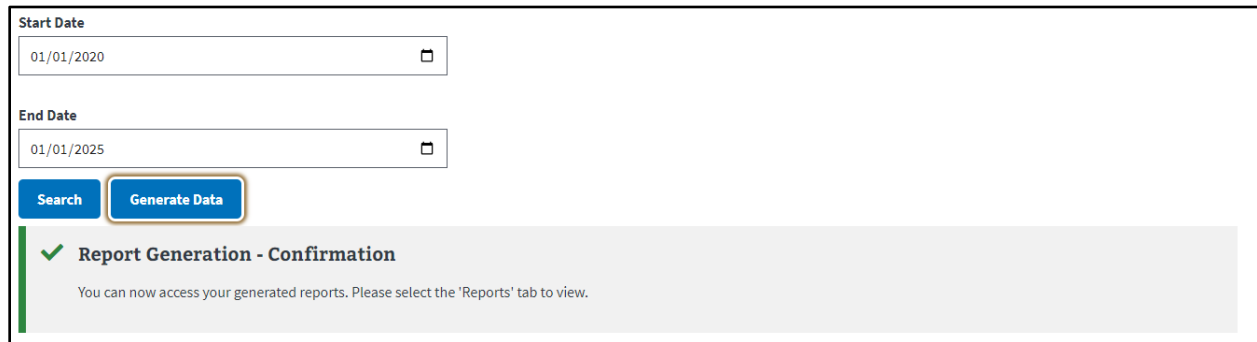 Start Date
01/01/2020
End Date
01/01/2025
Search Generate Data
Report Generation - Confirmation
You can now access your generated reports. Please select the 'Reports' tab to view.